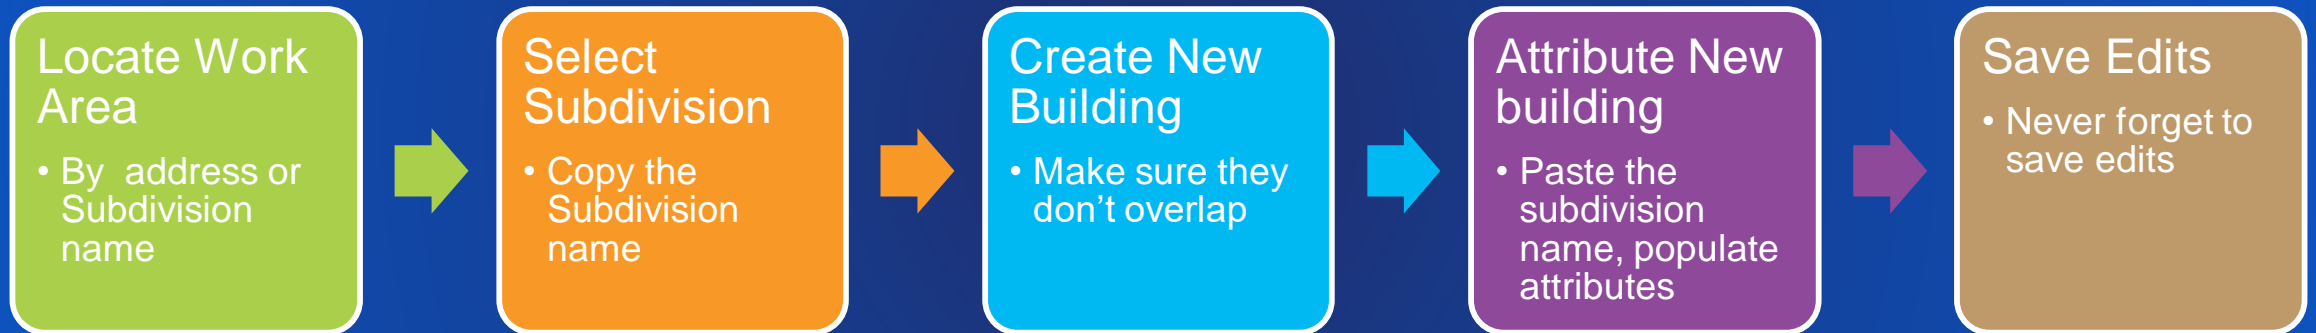 Locate Work
Area
• By  address or
Subdivision
name
Select
Subdivision
• Copy the
Subdivision
name
Create New
Building
• Make sure they
don’t overlap
Attribute New
building
• Paste the
subdivision
name, populate
attributes
Save Edits
• Never forget to
save edits